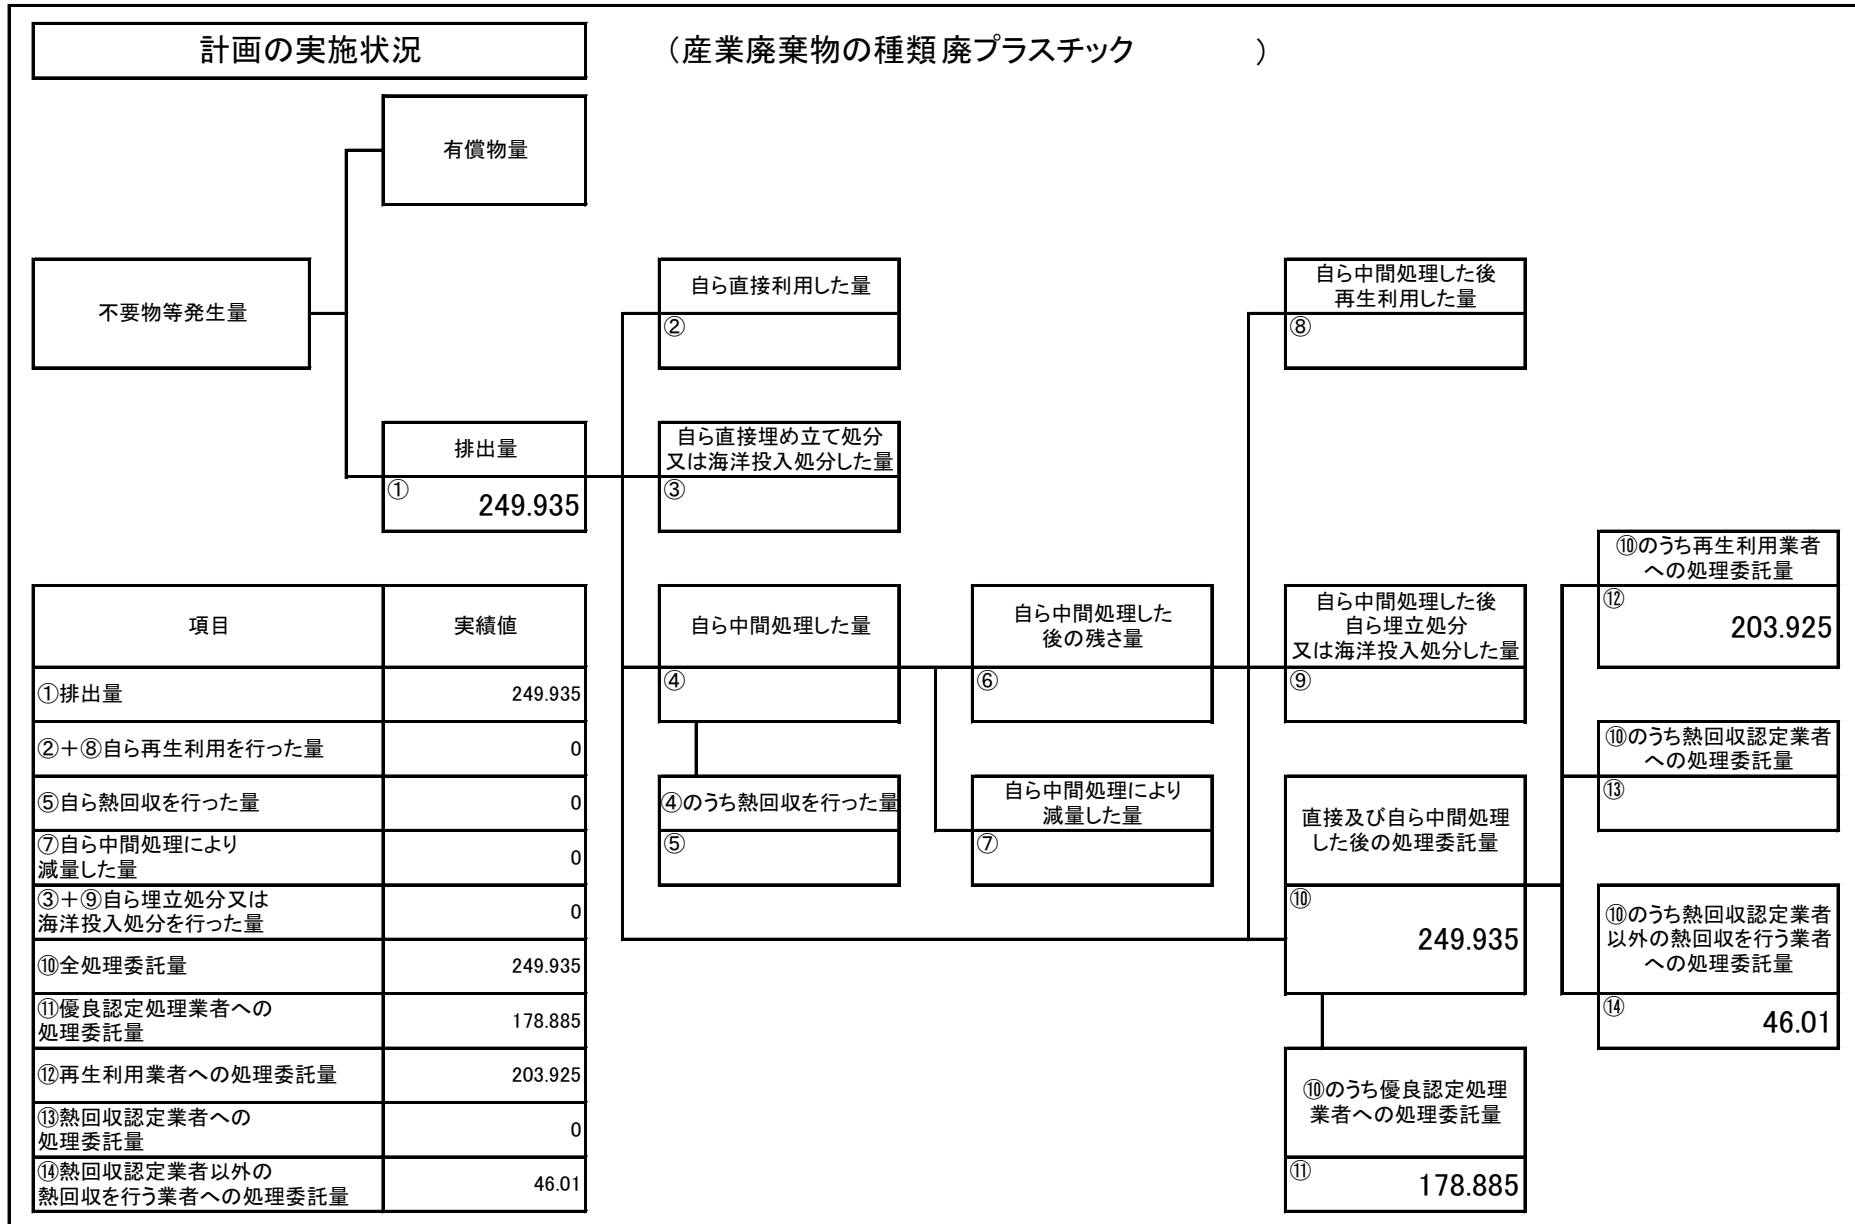 計画の実施状況
（産業廃棄物の種類 廃プラスチック　　　　）
有償物量
不要物等発生量
自ら直接利用した量
②
自ら中間処理した後
再生利用した量
⑧
排出量
①
249.935
自ら直接埋め立て処分
又は海洋投入処分した量
③
⑩のうち再生利用業者
への処理委託量
⑫
203.925
自ら中間処理した量
④
自ら中間処理した
後の残さ量
⑥
自ら中間処理した後
自ら埋立処分
又は海洋投入処分した量
⑨
⑩のうち熱回収認定業者
への処理委託量
⑬
④のうち熱回収を行った量
⑤
自ら中間処理により
減量した量
⑦
直接及び自ら中間処理
した後の処理委託量
⑩
249.935
⑩のうち熱回収認定業者
以外の熱回収を行う業者
への処理委託量
⑭
46.01
⑩のうち優良認定処理
業者への処理委託量
⑪
178.885
項目 実績値
①排出量 249.935
②＋⑧自ら再生利用を行った量 0
⑤自ら熱回収を行った量 0
⑦自ら中間処理により
減量した量 0
③＋⑨自ら埋立処分又は
海洋投入処分を行った量 0
⑩全処理委託量 249.935
⑪優良認定処理業者への
処理委託量 178.885
⑫再生利用業者への処理委託量 203.925
⑬熱回収認定業者への
処理委託量 0
⑭熱回収認定業者以外の
熱回収を行う業者への処理委託量 46.01